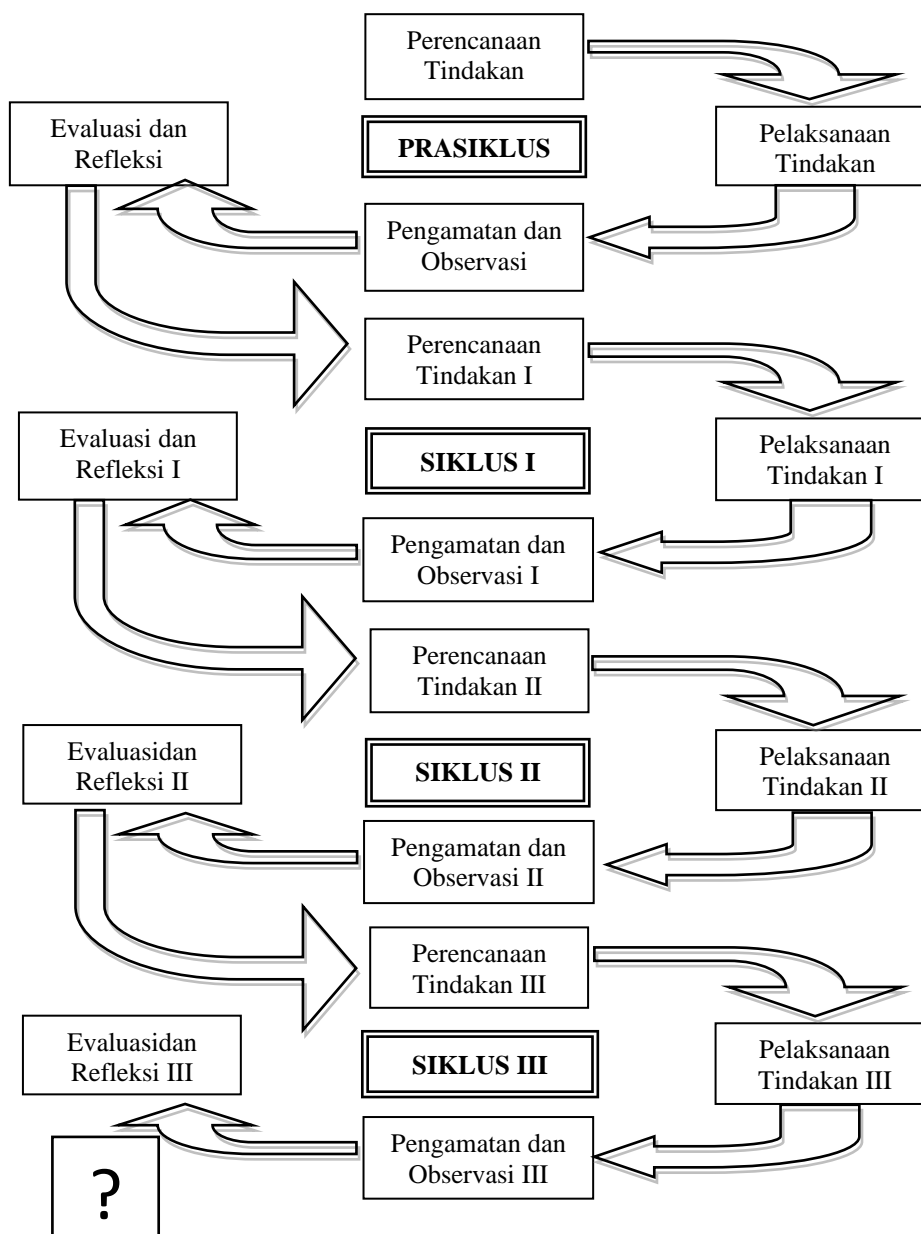 Perencanaan
Tindakan
Evaluasi dan
Refleksi
PRASIKLUS
Pelaksanaan
Tindakan
Pengamatan dan
Observasi
Perencanaan
Tindakan I
Evaluasi dan
Refleksi I
SIKLUS I
Pelaksanaan
Tindakan I
Pengamatan dan
Observasi I
Perencanaan
Tindakan II
Evaluasidan
Refleksi II
SIKLUS II
Pelaksanaan
Tindakan II
Pengamatan dan
Observasi II
Perencanaan
Tindakan III
Evaluasidan
Refleksi III
SIKLUS III
Pelaksanaan
Tindakan III
Pengamatan dan
Observasi III
?